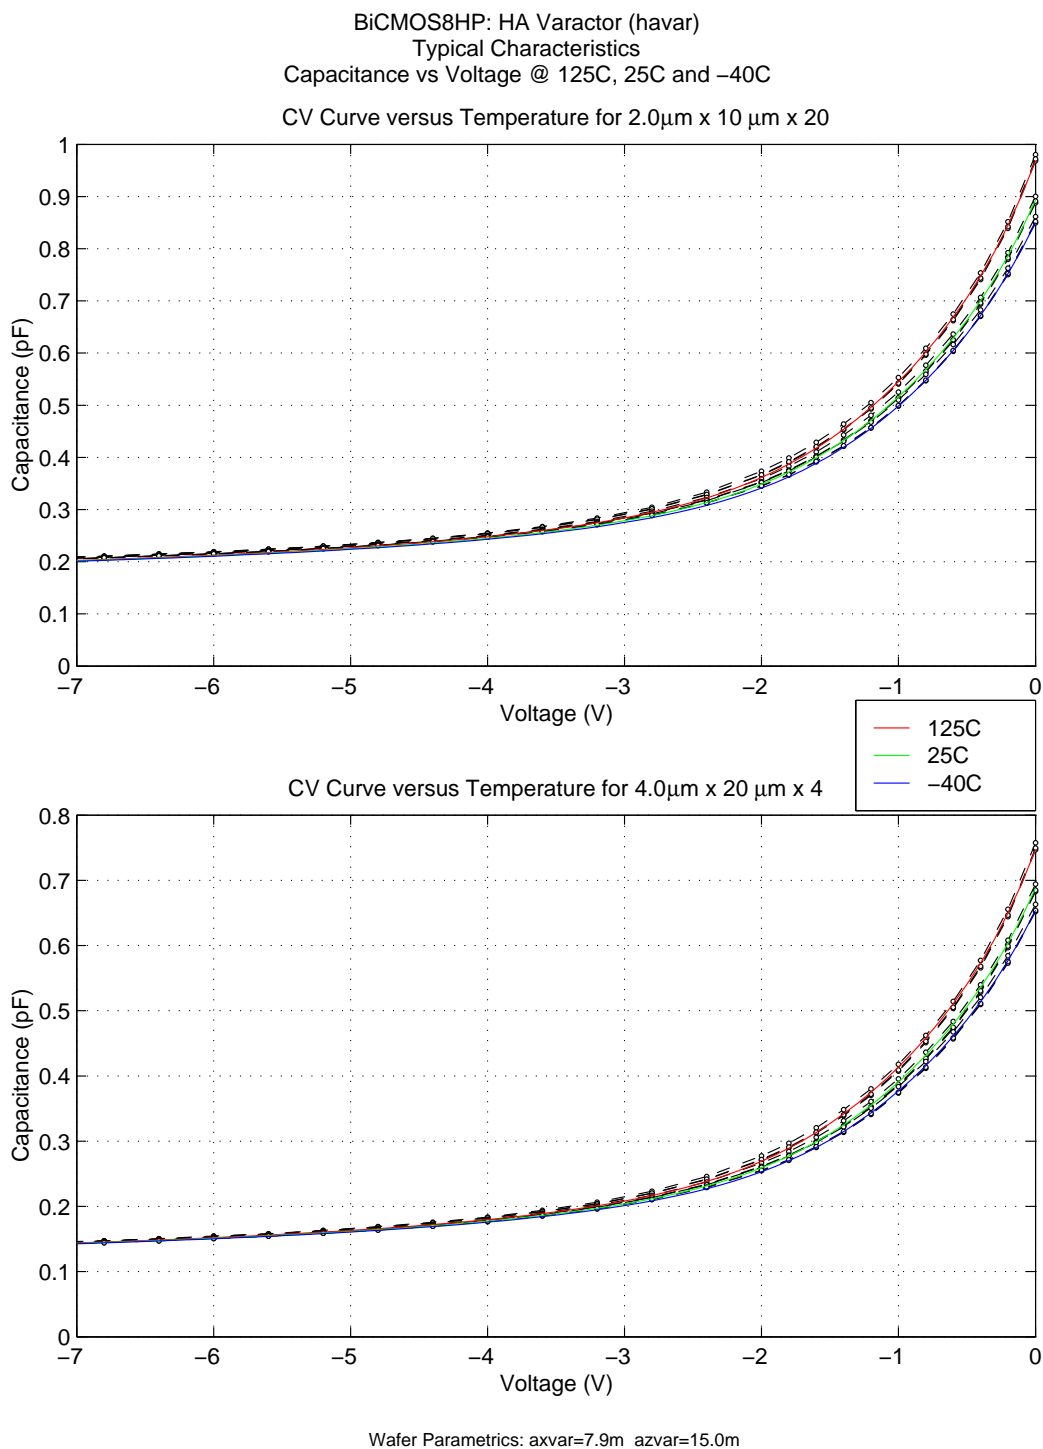 BiCMOS8HP: HA Varactor (havar)
Typical Characteristics
Capacitance vs Voltage @ 125C, 25C and −40C
CV Curve versus Temperature for 2.0μm x 10 μm x 20
1
0.9
0.8
0.7
0.6
0.5
0.4
0.3
0.2
0.1
0
Capacitance (pF)
−7 −6 −5 −4 −3 −2 −1 0
Voltage (V)
125C
25C
−40C
CV Curve versus Temperature for 4.0μm x 20 μm x 4
0.8
0.7
0.6
0.5
0.4
0.3
0.2
0.1
0
Capacitance (pF)
−7 −6 −5 −4 −3 −2 −1 0
Voltage (V)
Wafer Parametrics: axvar=7.9m azvar=15.0m